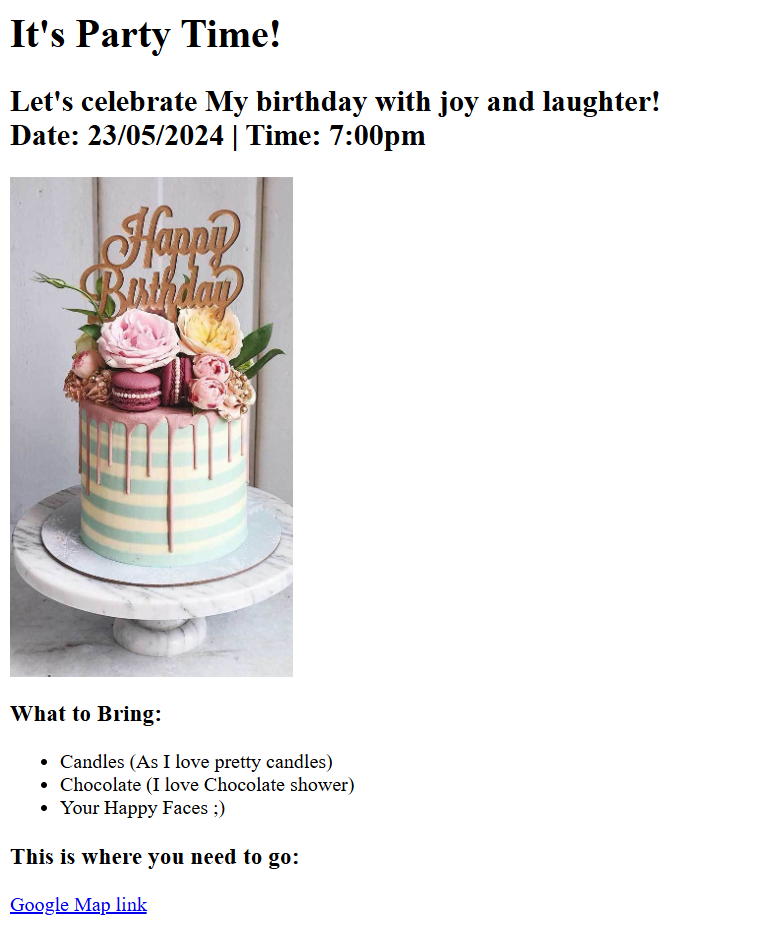 It's Party Time!
Let's celebrate My birthday with joy and laughter!
Date: 23/05/2024 | Time: 7:00pm
Happy
Birthday
What to Bring:
• Candles (As I love pretty candles)
• Chocolate (I love Chocolate shower)
• Your Happy Faces ;)
This is where you need to go:
Google Map link